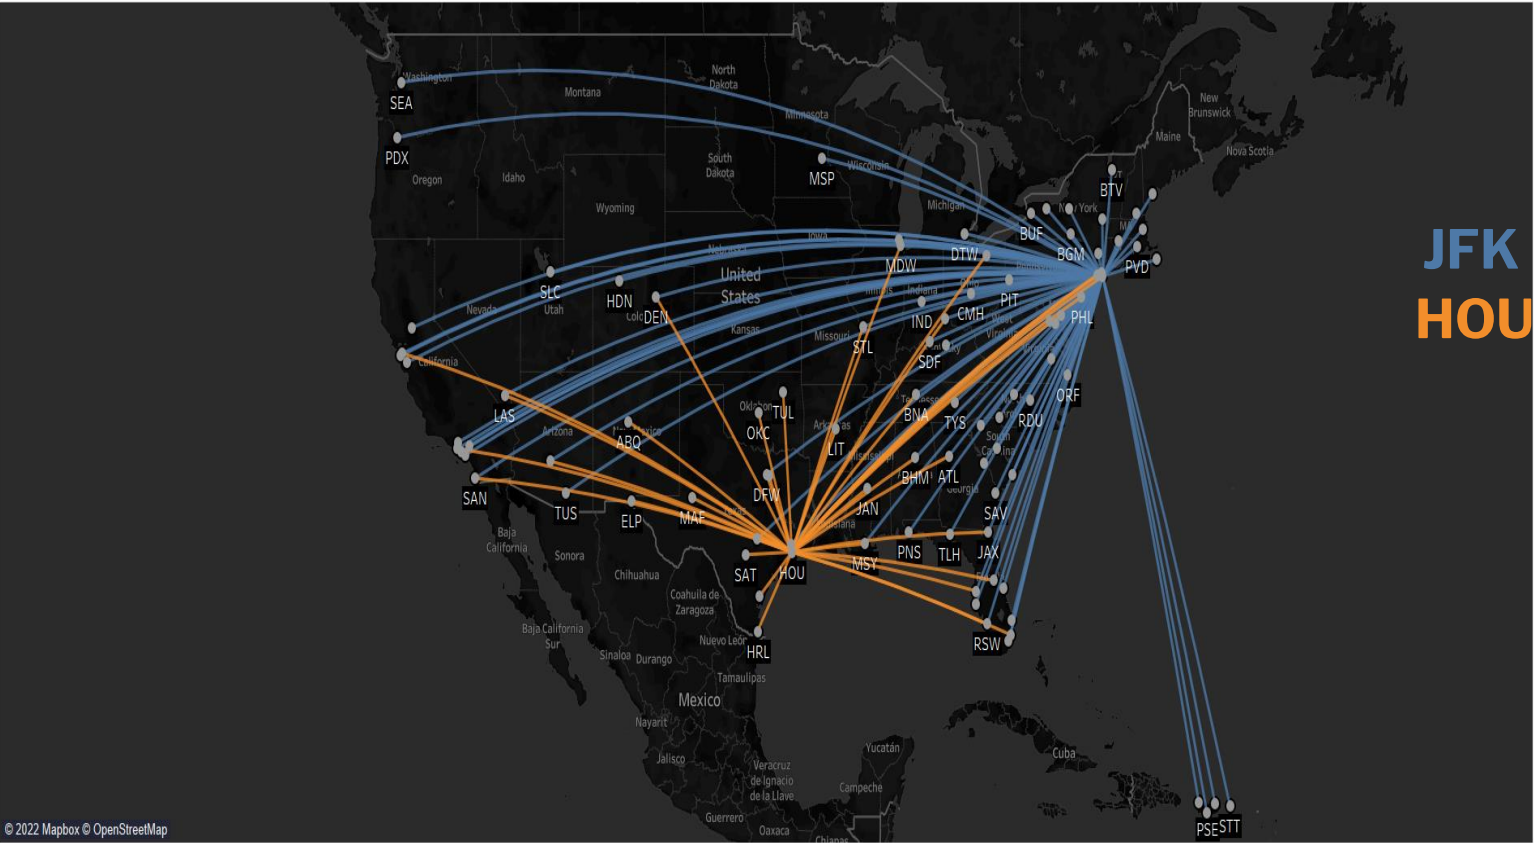 Washington
SEA
North
Dakota
Montana
Minnesota
New
Brunswick
Maine
Nova Scotia
PDX
Oregon
Idaho
South
Dakota
MSP
Wisconsin
BTV
Wyoming
Michigan
BUF
JFK
HOU
MDW
DTW
BGM
PVD
United
States
SLC
HDN
DEN
Nevada
Utah
Kansas
Missouri
Indiana
IND
CMH
PIT
PHL
STL
SDF
California
LAS
ABQ
Arizona
OKC
TUL
LIT
BNA
TYS
RDU
ORF
South
Carolina
Mississippi
SAN
TUS
ELP
MAF
DFW
JAN
BHM
ATL
Georgia
SAV
Baja
California
Sonora
Chihuahua
SAT
HOU
MSY
PNS
TLH
JAX
Coahuila de
Zaragoza
Baja California
Sur
Nuevo León
HRL
RSW
Sinaloa
Durango
Tamaulipas
Mexico
Nayarit
Jalisco
Veracruz
de Ignacio
de la Llave
Yucatán
Campeche
Cuba
Guerrero
Oaxaca
Chiapas
PSE
STT
© 2022 Mapbox © OpenStreetMap